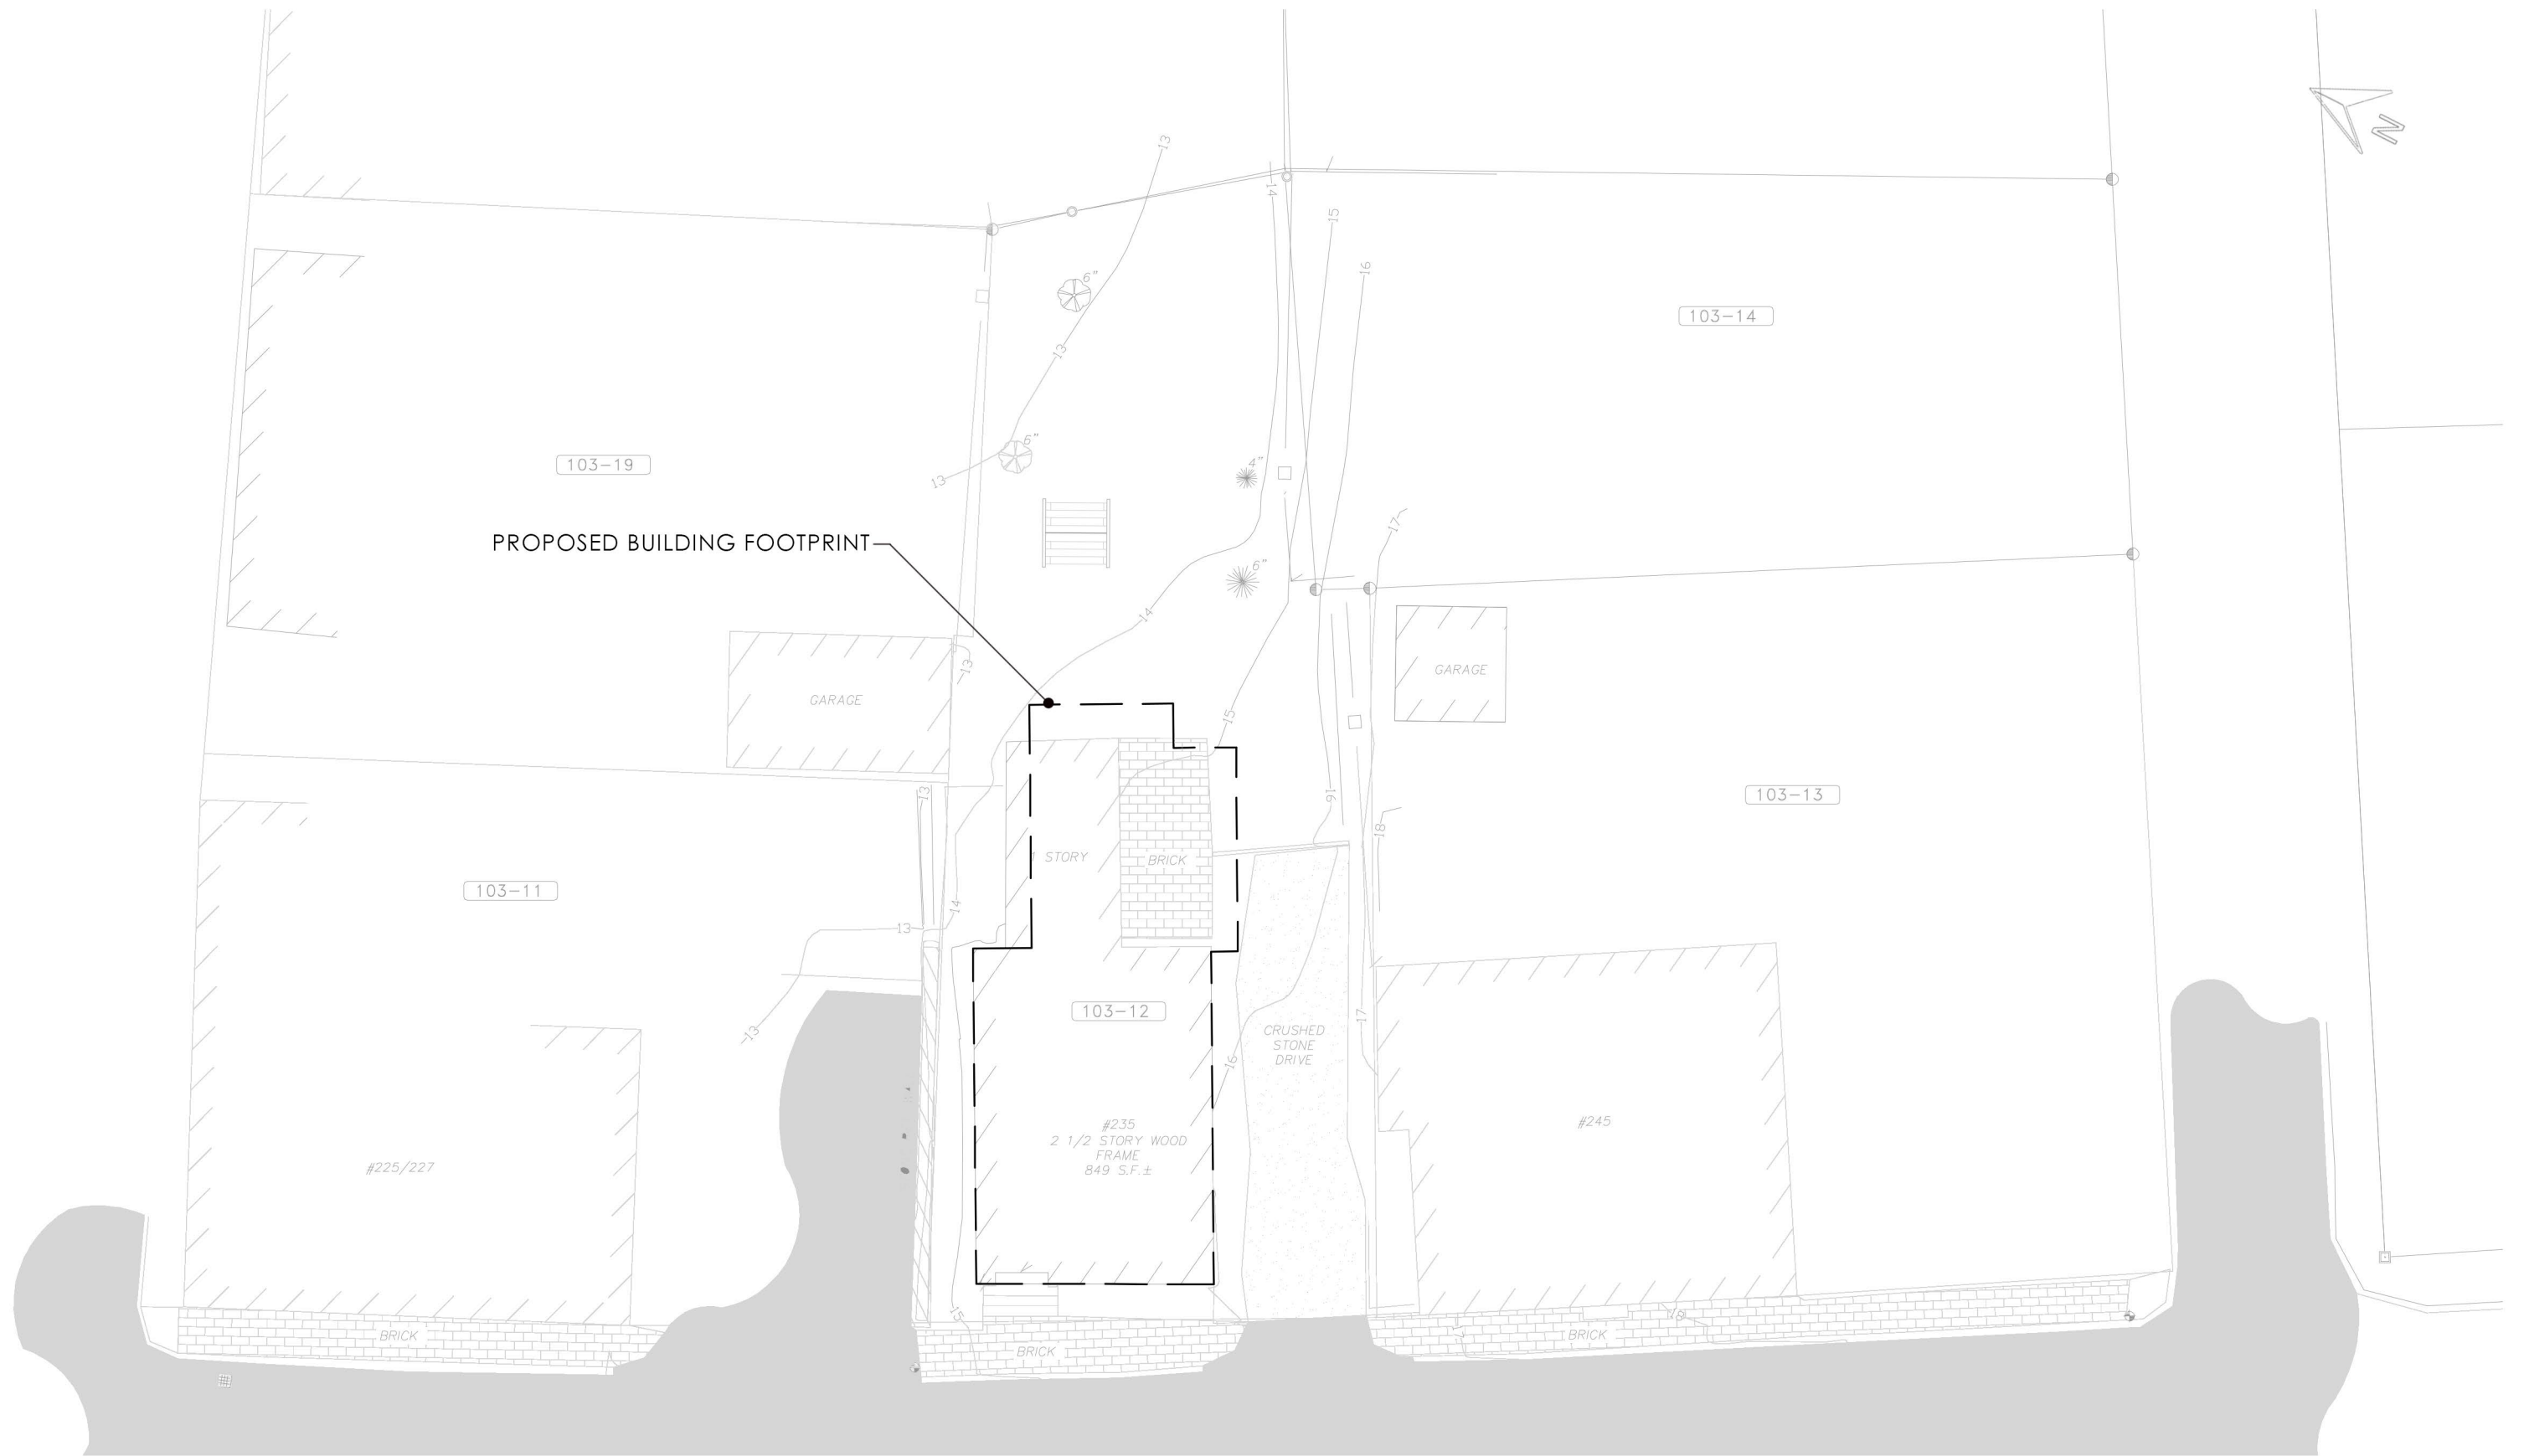 13
14
N
15
16
6"
103-14
6"
13
103-19
4"
13
17
PROPOSED BUILDING FOOTPRINT
6"
14
GARAGE
13
GARAGE
15
13
16
103-13
18
1 STORY
BRICK
103-11
14
13
103-12
17
13
CRUSHED
STONE
DRIVE
16
#235
2 1/2 STORY WOOD
FRAME
849 S.F.±
#245
#225/227
15
18
17
BRICK
BRICK
BRICK